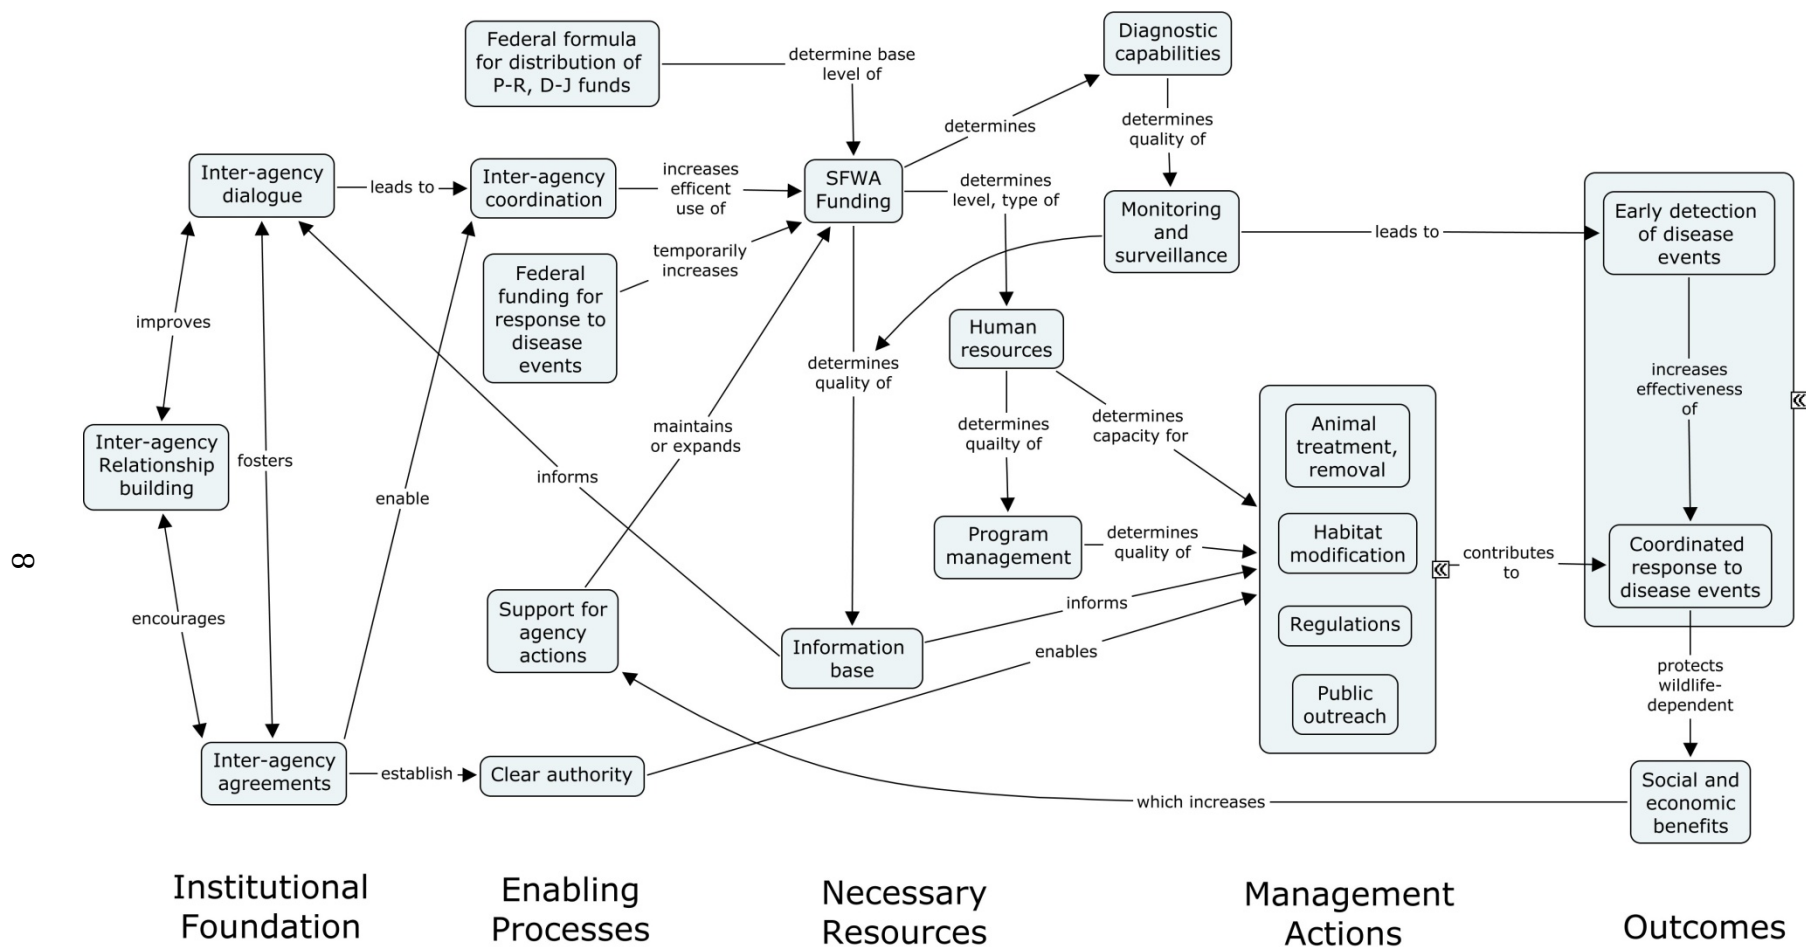 Federal formula
for distribution of
P-R, D-J funds
determine base
level of
Diagnostic
capabilities
determines
determines
quality of
Inter-agency
dialogue
leads to
Inter-agency
coordination
increases
efficent
use of
SFWA
Funding
determines
level, type of
Monitoring
and
surveillance
leads to
Early detection
of disease
events
temporarily
increases
Federal
funding for
response to
disease
events
improves
Human
resources
determines
quality of
increases
effectiveness
of
Inter-agency
Relationship
building
fosters
enable
informs
maintains
or expands
determines
quailty of
determines
capacity for
Animal
treatment,
removal
Program
management
determines
quality of
Habitat
modification
contributes
to
Coordinated
response to
disease events
8
encourages
Support for
agency
actions
Information
base
informs
enables
Regulations
Public
outreach
protects
wildlife-
dependent
Inter-agency
agreements
establish
Clear authority
which increases
Social and
economic
benefits
Institutional
Foundation
Enabling
Processes
Necessary
Resources
Management
Actions
Outcomes